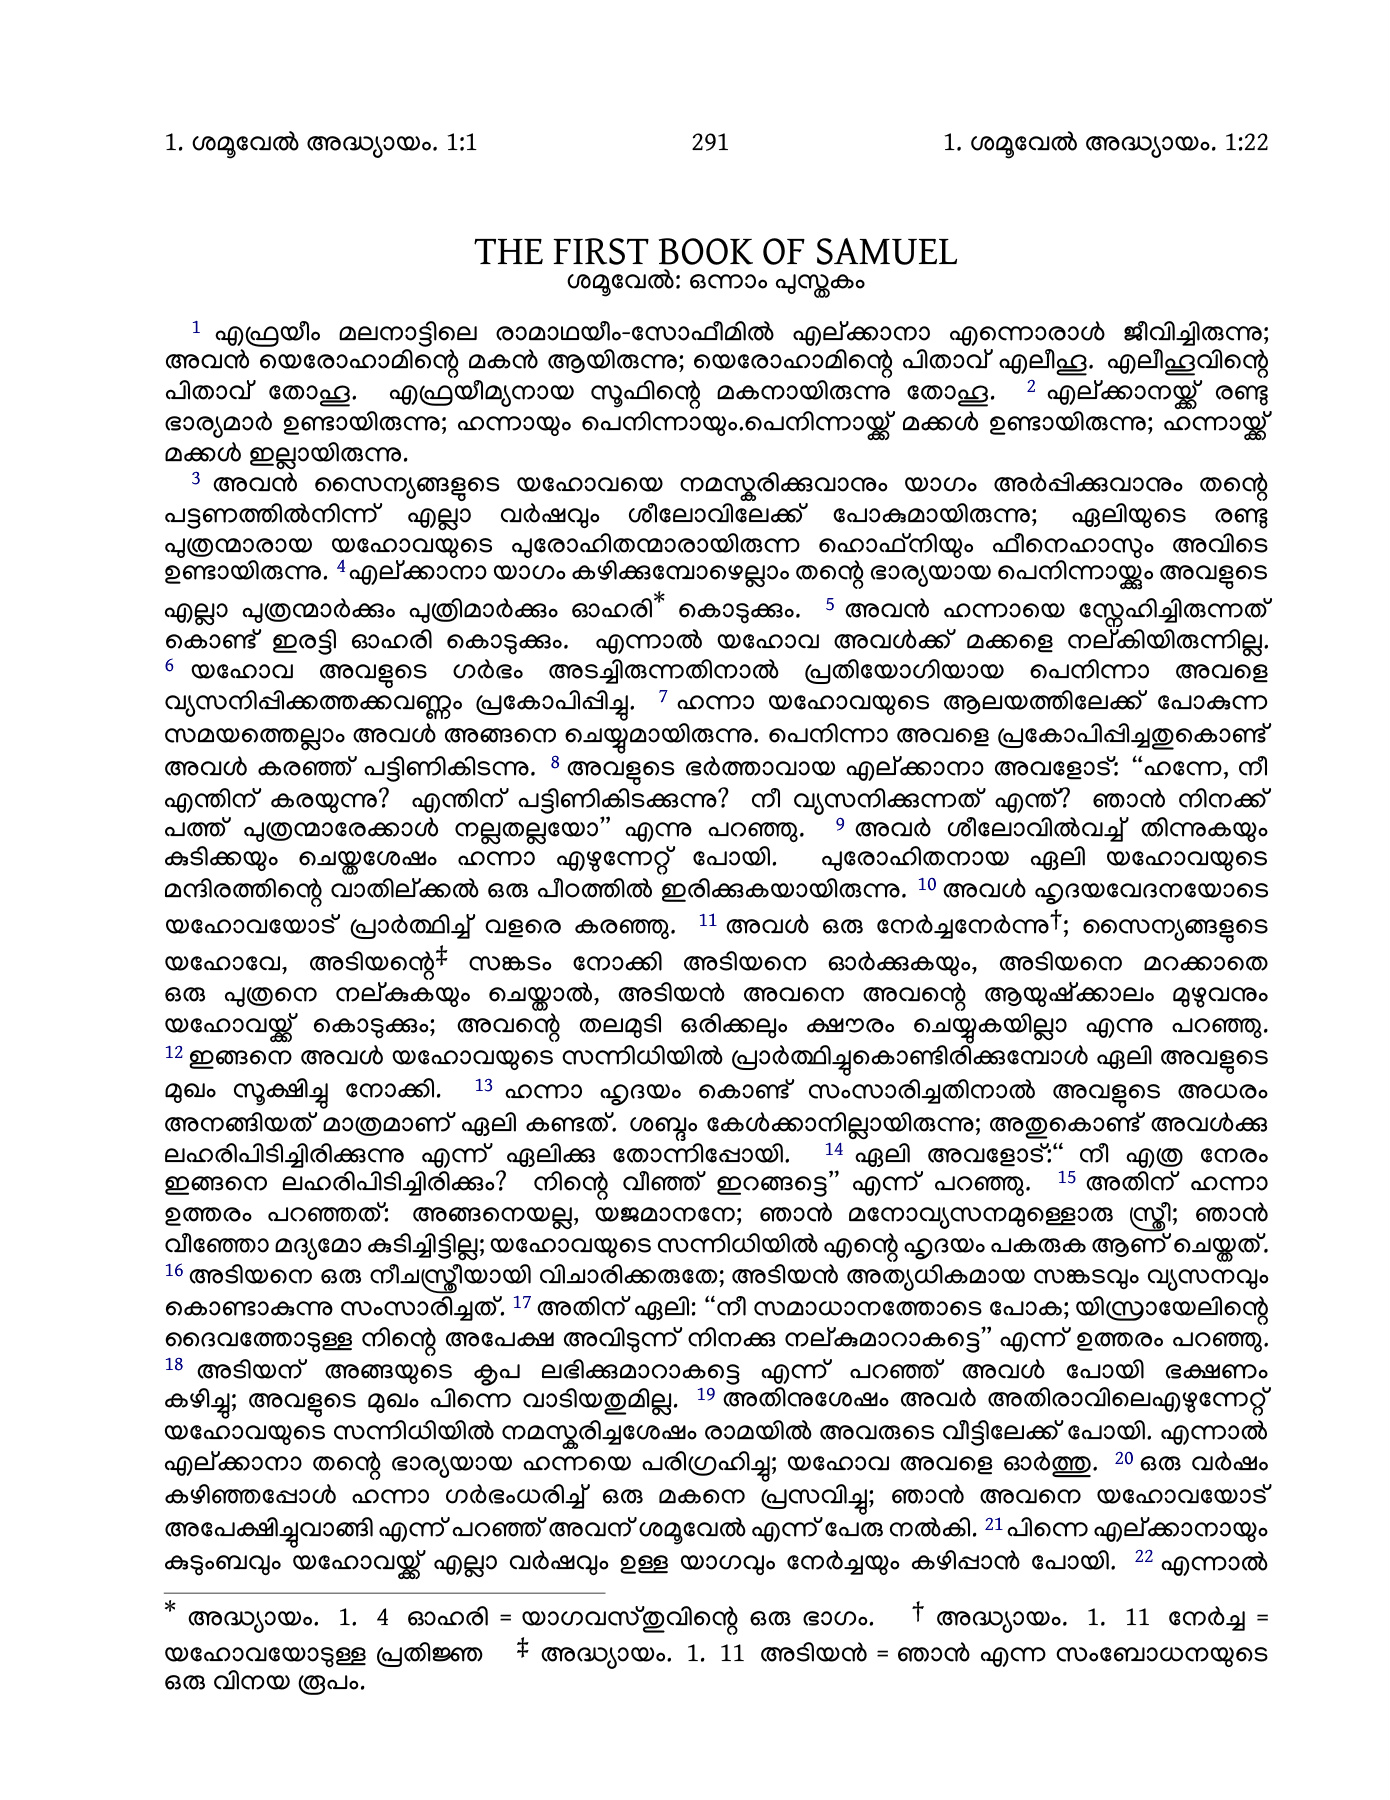 1. ശമൂവേൽ അദ്ധ്യായം. 1:1 291 1. ശമൂവേൽ അദ്ധ്യായം. 1:22
THE FIRST BOOK OF SAMUEL
ശമൂവേൽ: ഒന്നാം പുസ്തകം
1 എഫ്രയീം മലനാട്ടിലെ രാമാഥയീം-സോഫീമിൽ എല്ക്കാനാ എന്നൊരാൾ ജീവിച്ചിരുന്നു;
അവൻ യെരോഹാമിന്റെ മകൻ ആയിരുന്നു; യെരോഹാമിന്റെ പിതാവ് എലീഹൂ. എലീഹൂവിന്റെ
പിതാവ് തോഹൂ. എഫ്രയീമ്യനായ സൂഫിന്റെ മകനായിരുന്നു തോഹൂ. 2 എല്ക്കാനയ്ക്ക് രണ്ടു
ഭാര്യമാർ ഉണ്ടായിരുന്നു; ഹന്നായും പെനിന്നായും.പെനിന്നായ്ക്ക് മക്കൾ ഉണ്ടായിരുന്നു; ഹന്നായ്ക്ക്
മക്കൾ ഇല്ലായിരുന്നു.
3 അവൻ സൈന്യങ്ങളുടെ യഹോവയെ നമസ്കരിക്കുവാനും യാഗം അർപ്പിക്കുവാനും തന്റെ
പട്ടണത്തിൽനിന്ന് എല്ലാ വർഷവും ശീലോവിലേക്ക് പോകുമായിരുന്നു; ഏലിയുടെ രണ്ടു
പുത്രന്മാരായ യഹോവയുടെ പുരോഹിതന്മാരായിരുന്ന ഹൊഫ്നിയും ഫീനെഹാസും അവിടെ
ഉണ്ടായിരുന്നു. 4 എല്ക്കാനാ യാഗം കഴിക്കുമ്പോഴെല്ലാം തന്റെ ഭാര്യയായ പെനിന്നായ്ക്കും അവളുടെ
എല്ലാ പുത്രന്മാർക്കും പുത്രിമാർക്കും ഓഹരി* കൊടുക്കും. 5 അവൻ ഹന്നായെ സ്നേഹിച്ചിരുന്നത്
കൊണ്ട് ഇരട്ടി ഓഹരി കൊടുക്കും. എന്നാൽ യഹോവ അവൾക്ക് മക്കളെ നല്കിയിരുന്നില്ല.
6 യഹോവ അവളുടെ ഗർഭം അടച്ചിരുന്നതിനാൽ പ്രതിയോഗിയായ പെനിന്നാ അവളെ
വ്യസനിപ്പിക്കത്തക്കവണ്ണം പ്രകോപിപ്പിച്ചു. 7 ഹന്നാ യഹോവയുടെ ആലയത്തിലേക്ക് പോകുന്ന
സമയത്തെല്ലാം അവൾ അങ്ങനെ ചെയ്യുമായിരുന്നു. പെനിന്നാ അവളെ പ്രകോപിപ്പിച്ചതുകൊണ്ട്
അവൾ കരഞ്ഞ് പട്ടിണികിടന്നു. 8 അവളുടെ ഭർത്താവായ എല്ക്കാനാ അവളോട്: “ഹന്നേ, നീ
എന്തിന് കരയുന്നു? എന്തിന് പട്ടിണികിടക്കുന്നു? നീ വ്യസനിക്കുന്നത് എന്ത്? ഞാൻ നിനക്ക്
പത്ത് പുത്രന്മാരേക്കാൾ നല്ലതല്ലയോ” എന്നു പറഞ്ഞു. 9 അവർ ശീലോവിൽവച്ച് തിന്നുകയും
കുടിക്കയും ചെയ്തശേഷം ഹന്നാ എഴുന്നേറ്റ് പോയി. പുരോഹിതനായ ഏലി യഹോവയുടെ
മന്ദിരത്തിന്റെ വാതില്ക്കൽ ഒരു പീഠത്തിൽ ഇരിക്കുകയായിരുന്നു. 10 അവൾ ഹൃദയവേദനയോടെ
യഹോവയോട് പ്രാർത്ഥിച്ച് വളരെ കരഞ്ഞു. 11 അവൾ ഒരു നേർച്ചനേർന്നു†; സൈന്യങ്ങളുടെ
യഹോവേ, അടിയന്റെ‡ സങ്കടം നോക്കി അടിയനെ ഓർക്കുകയും, അടിയനെ മറക്കാതെ
ഒരു പുത്രനെ നല്കുകയും ചെയ്താൽ, അടിയൻ അവനെ അവന്റെ ആയുഷ്ക്കാലം മുഴുവനും
യഹോവയ്ക്ക് കൊടുക്കും; അവന്റെ തലമുടി ഒരിക്കലും ക്ഷൗരം ചെയ്യുകയില്ലാ എന്നു പറഞ്ഞു.
12 ഇങ്ങനെ അവൾ യഹോവയുടെ സന്നിധിയിൽ പ്രാർത്ഥിച്ചുകൊണ്ടിരിക്കുമ്പോൾ ഏലി അവളുടെ
മുഖം സൂക്ഷിച്ചു നോക്കി. 13 ഹന്നാ ഹൃദയം കൊണ്ട് സംസാരിച്ചതിനാൽ അവളുടെ അധരം
അനങ്ങിയത് മാത്രമാണ് ഏലി കണ്ടത്. ശബ്ദം കേൾക്കാനില്ലായിരുന്നു; അതുകൊണ്ട് അവൾക്കു
ലഹരിപിടിച്ചിരിക്കുന്നു എന്ന് ഏലിക്കു തോന്നിപ്പോയി. 14 ഏലി അവളോട്:“ നീ എത്ര നേരം
ഇങ്ങനെ ലഹരിപിടിച്ചിരിക്കും? നിന്റെ വീഞ്ഞ് ഇറങ്ങട്ടെ” എന്ന് പറഞ്ഞു. 15 അതിന് ഹന്നാ
ഉത്തരം പറഞ്ഞത്: അങ്ങനെയല്ല, യജമാനനേ; ഞാൻ മനോവ്യസനമുള്ളൊരു സ്ത്രീ; ഞാൻ
വീഞ്ഞോ മദ്യമോ കുടിച്ചിട്ടില്ല; യഹോവയുടെ സന്നിധിയിൽ എന്റെ ഹൃദയം പകരുക ആണ് ചെയ്തത്.
16 അടിയനെ ഒരു നീചസ്ത്രീയായി വിചാരിക്കരുതേ; അടിയൻ അത്യധികമായ സങ്കടവും വ്യസനവും
കൊണ്ടാകുന്നു സംസാരിച്ചത്. 17 അതിന് ഏലി: “നീ സമാധാനത്തോടെ പോക; യിസ്രായേലിന്റെ
ദൈവത്തോടുള്ള നിന്റെ അപേക്ഷ അവിടുന്ന് നിനക്കു നല്കുമാറാകട്ടെ” എന്ന് ഉത്തരം പറഞ്ഞു.
18 അടിയന് അങ്ങയുടെ കൃപ ലഭിക്കുമാറാകട്ടെ എന്ന് പറഞ്ഞ് അവൾ പോയി ഭക്ഷണം
കഴിച്ചു; അവളുടെ മുഖം പിന്നെ വാടിയതുമില്ല. 19 അതിനുശേഷം അവർ അതിരാവിലെഎഴുന്നേറ്റ്
യഹോവയുടെ സന്നിധിയിൽ നമസ്കരിച്ചശേഷം രാമയിൽ അവരുടെ വീട്ടിലേക്ക് പോയി. എന്നാൽ
എല്ക്കാനാ തന്റെ ഭാര്യയായ ഹന്നയെ പരിഗ്രഹിച്ചു; യഹോവ അവളെ ഓർത്തു. 20 ഒരു വർഷം
കഴിഞ്ഞപ്പോൾ ഹന്നാ ഗർഭംധരിച്ച് ഒരു മകനെ പ്രസവിച്ചു; ഞാൻ അവനെ യഹോവയോട്
അപേക്ഷിച്ചുവാങ്ങി എന്ന് പറഞ്ഞ് അവന് ശമൂവേൽ എന്ന് പേരു നൽകി. 21 പിന്നെ എല്ക്കാനായും
കുടുംബവും യഹോവയ്ക്ക് എല്ലാ വർഷവും ഉള്ള യാഗവും നേർച്ചയും കഴിപ്പാൻ പോയി. 22 എന്നാൽ
* അദ്ധ്യായം. 1. 4 ഓഹരി = യാഗവസ്തുവിന്റെ ഒരു ഭാഗം. † അദ്ധ്യായം. 1. 11 നേർച്ച =
യഹോവയോടുള്ള പ്രതിജ്ഞ ‡ അദ്ധ്യായം. 1. 11 അടിയൻ = ഞാൻ എന്ന സംബോധനയുടെ
ഒരു വിനയ രൂപം.